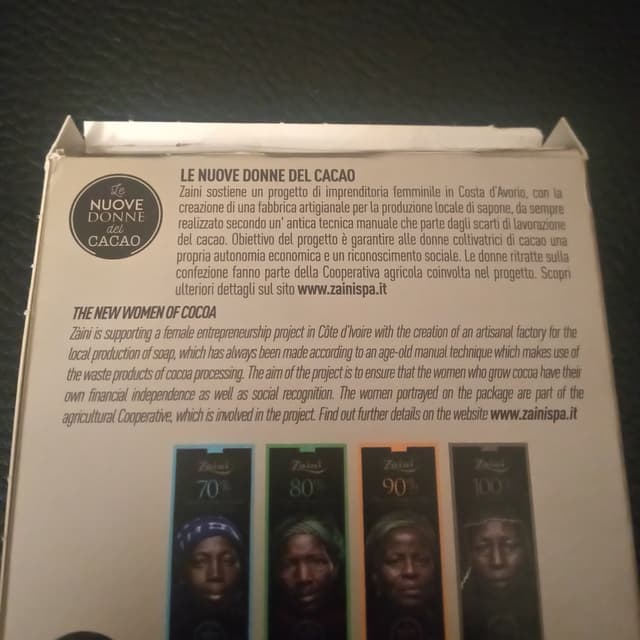 Le
NUOVE
DONNE
del
CACAO
LE NUOVE DONNE DEL CACAO
Zaini sostiene un progetto di imprenditoria femminile in Costa d'Avorio, con la
creazione di una fabbrica artigianale per la produzione locale di sapone, da sempre
realizzato secondo un' antica tecnica manuale che parte dagli scarti di lavorazione
del cacao. Obiettivo del progetto è garantire alle donne coltivatrici di cacao una
propria autonomia economica e un riconoscimento sociale. Le donne ritratte sulla
confezione fanno parte della Cooperativa agricola coinvolta nel progetto. Scopri
ulteriori dettagli sul sito www.zainispa.it
THE NEW WOMEN OF COCOA
Zàini is supporting a female entrepreneurship project in Côte d'Ivoire with the creation of an artisanal factory for the
local production of soap, which has always been made according to an age-old manual technique which makes use of
the waste products of cocoa processing. The aim of the project is to ensure that the women who grow cocoa have their
own financial independence as well as social recognition. The women portrayed on the package are part of the
agricultural Cooperative, which is involved in the project. Find out further details on the website www.zainispa.it
Zaini Zaini Zaini Zaini
70% 80% 90% 100%